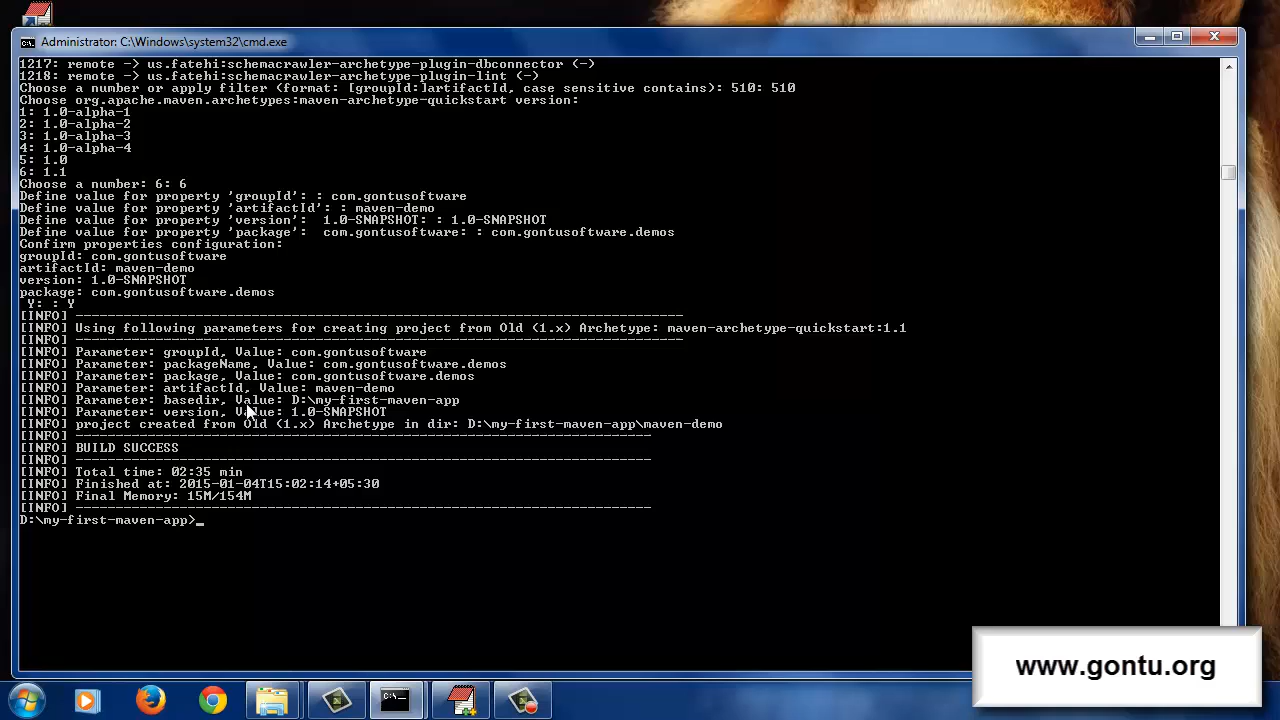 Administrator: C:\Windows\system32\cmd.exe
1217: remote -> us.fatehi:schemacrawler-archetype-plugin-dbconnector (-)
1218: remote -> us.fatehi:schemacrawler-archetype-plugin-lint (-)
Choose a number or apply filter (format: [groupId:]artifactId, case sensitive contains): 510: 510
Choose org.apache.maven.archetypes:maven-archetype-quickstart version:
1: 1.0-alpha-1
2: 1.0-alpha-2
3: 1.0-alpha-3
4: 1.0-alpha-4
5: 1.0
6: 1.1
Choose a number: 6: 6
Define value for property 'groupId': : com.gontusoftware
Define value for property 'artifactId': : maven-demo
Define value for property 'version':  1.0-SNAPSHOT: : 1.0-SNAPSHOT
Define value for property 'package':  com.gontusoftware: : com.gontusoftware.demos
Confirm properties configuration:
groupId: com.gontusoftware
artifactId: maven-demo
version: 1.0-SNAPSHOT
package: com.gontusoftware.demos
 Y: : Y
[INFO] ----------------------------------------------------------------------------
[INFO] Using following parameters for creating project from Old (1.x) Archetype: maven-archetype-quickstart:1.1
[INFO] ----------------------------------------------------------------------------
[INFO] Parameter: groupId, Value: com.gontusoftware
[INFO] Parameter: packageName, Value: com.gontusoftware.demos
[INFO] Parameter: package, Value: com.gontusoftware.demos
[INFO] Parameter: artifactId, Value: maven-demo
[INFO] Parameter: basedir, Value: D:\my-first-maven-app
[INFO] Parameter: version, Value: 1.0-SNAPSHOT
[INFO] project created from Old (1.x) Archetype in dir: D:\my-first-maven-app\maven-demo
[INFO] ------------------------------------------------------------------------
[INFO] BUILD SUCCESS
[INFO] ------------------------------------------------------------------------
[INFO] Total time: 02:35 min
[INFO] Finished at: 2015-01-04T15:02:14+05:30
[INFO] Final Memory: 15M/154M
[INFO] ------------------------------------------------------------------------
D:\my-first-maven-app>_
www.gontu.org